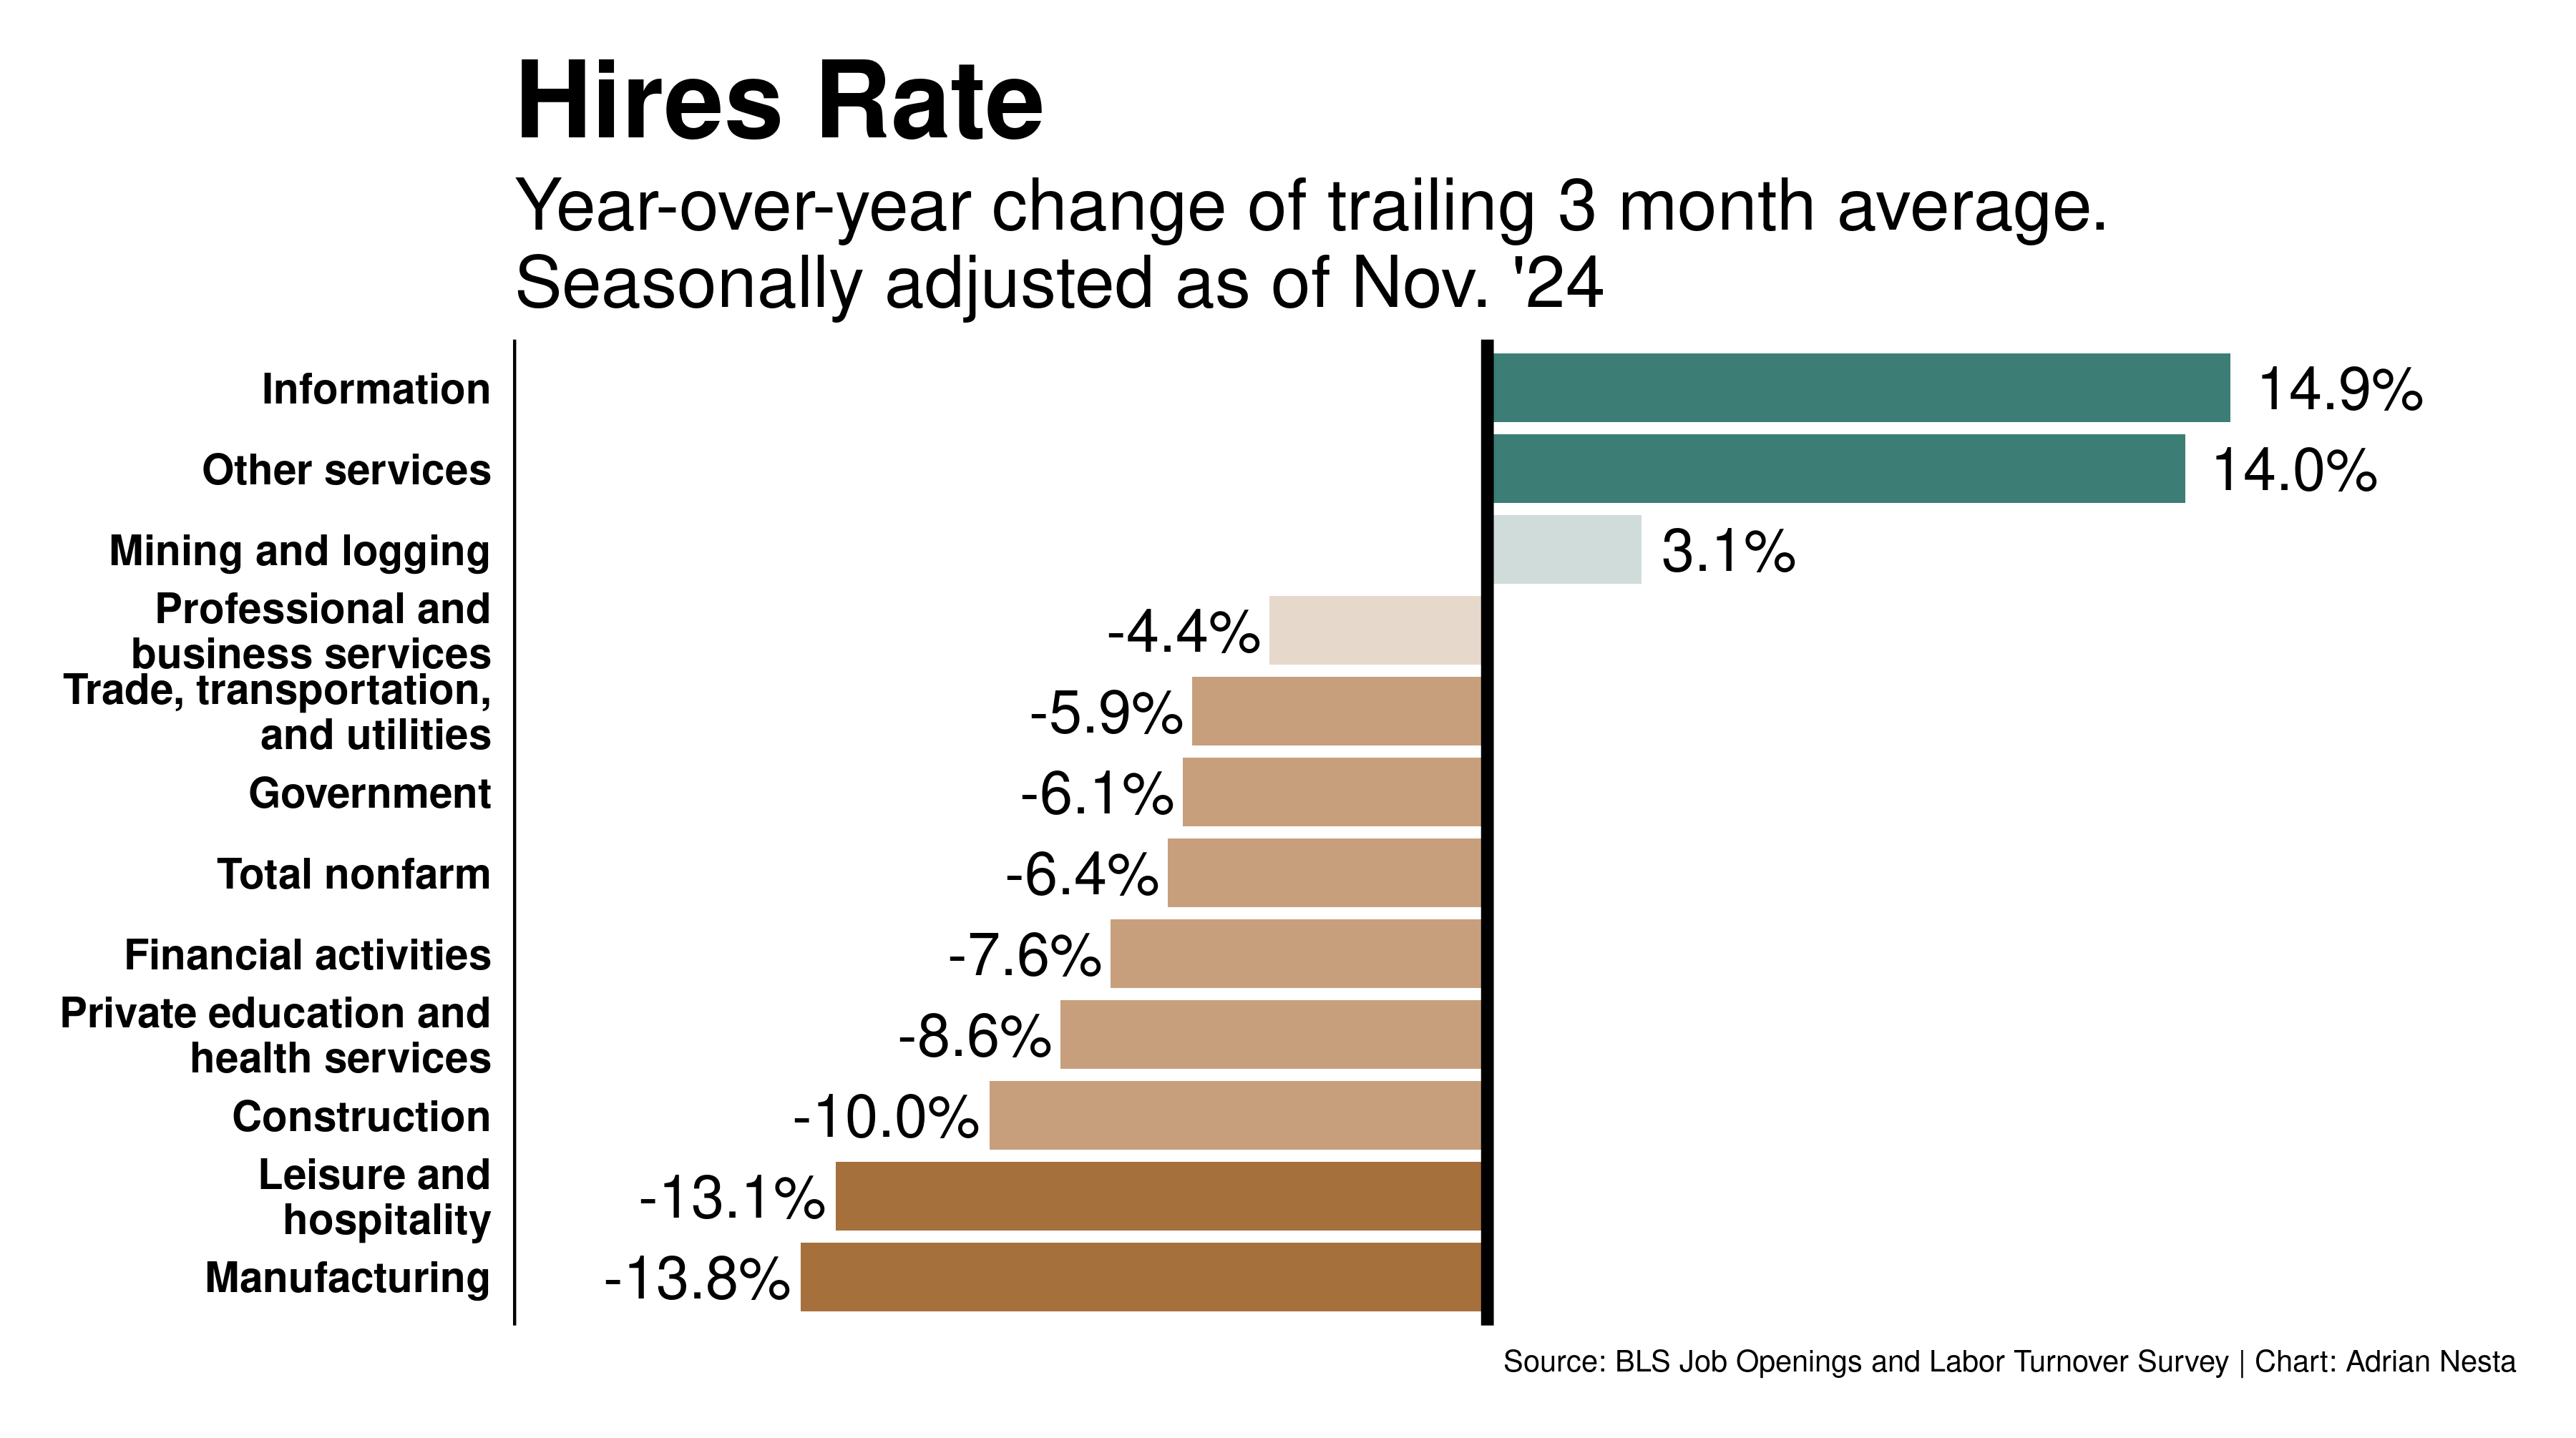 Hires Rate
Year-over-year change of trailing 3 month average.
Seasonally adjusted as of Nov. '24
Information
14.9%
Other services
14.0%
Mining and logging
3.1%
Professional and
business services
-4.4%
Trade, transportation,
and utilities
-5.9%
Government
-6.1%
Total nonfarm
-6.4%
Financial activities
-7.6%
Private education and
health services
-8.6%
Construction
-10.0%
Leisure and
hospitality
-13.1%
Manufacturing
-13.8%
Source: BLS Job Openings and Labor Turnover Survey | Chart: Adrian Nesta